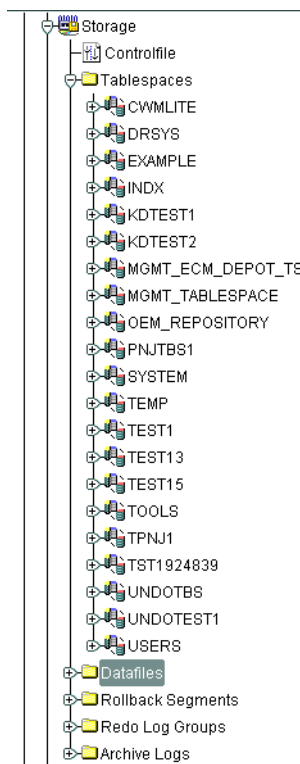 Storage
Controlfile
Tablespaces
CWMLITE
DRSYS
EXAMPLE
INDX
KDTEST1
KDTEST2
MGMT_ECM_DEPOT_TS
MGMT_TABLESPACE
OEM_REPOSITORY
PNJTBS1
SYSTEM
TEMP
TEST1
TEST13
TEST15
TOOLS
TPNJ1
TST1924839
UNDOTBS
UNDOTEST1
USERS
Datafiles
Rollback Segments
Redo Log Groups
Archive Logs